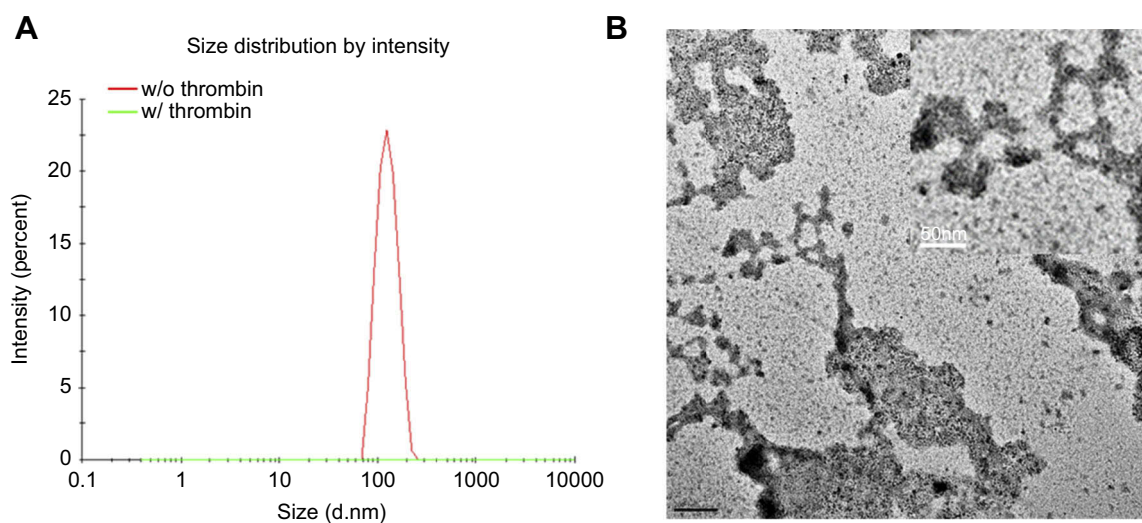 A
Size distribution by intensity
w/o thrombin
w/ thrombin
25
20
15
10
5
0
Intensity (percent)
0.1 1 10 100 1000 10000
Size (d.nm)
B
50nm